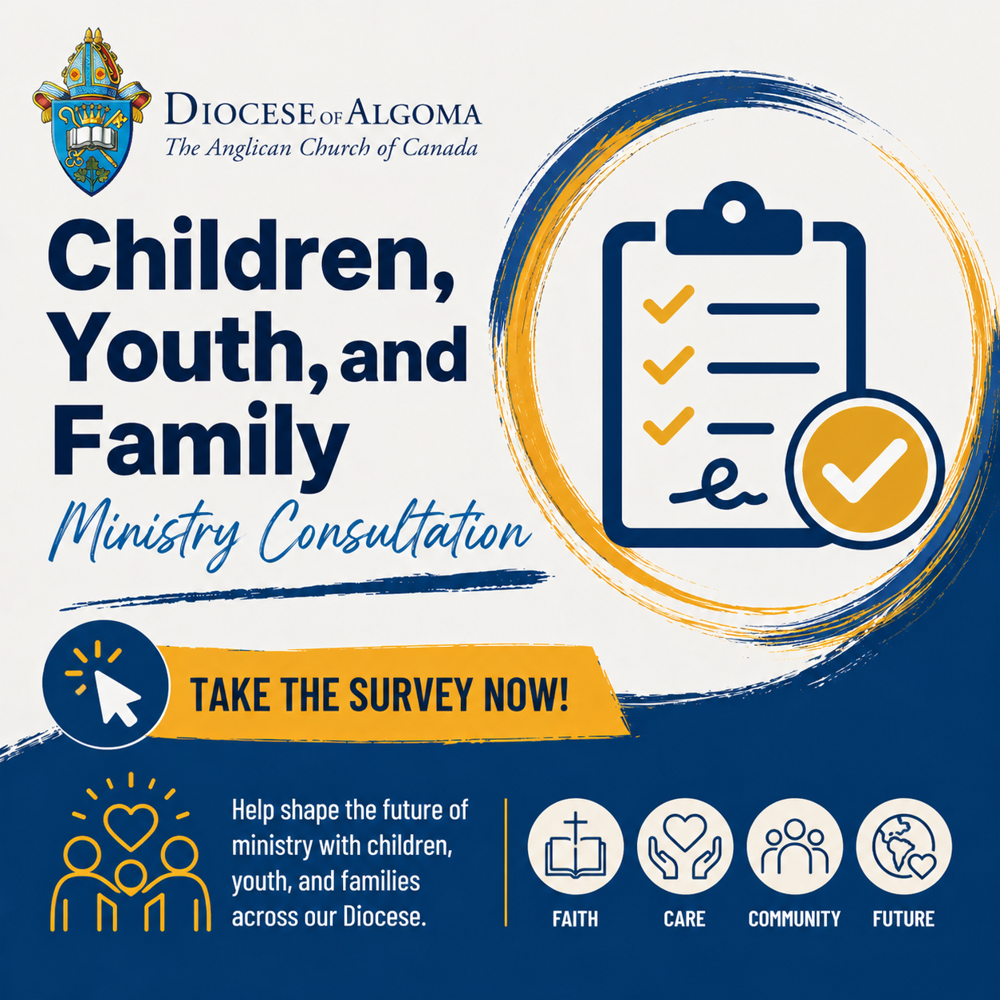 DIOCESE OF ALGOMA
The Anglican Church of Canada
Children,
Youth, and
Family
Ministry Consultation
TAKE THE SURVEY NOW!
Help shape the future of
ministry with children,
youth, and families
across our Diocese.
FAITH
CARE
COMMUNITY
FUTURE